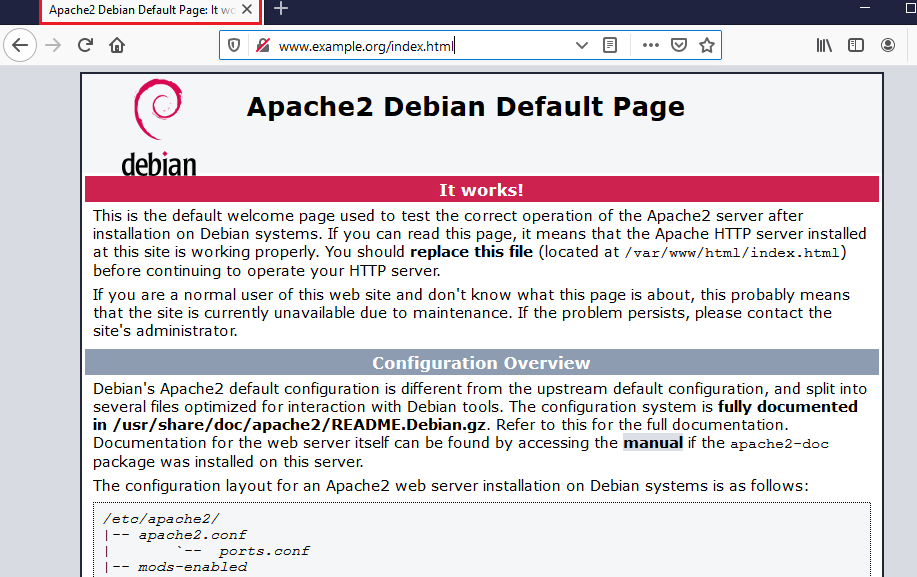 Apache2 Debian Default Page: It wo
www.example.org/index.html
debian
Apache2 Debian Default Page
It works!
This is the default welcome page used to test the correct operation of the Apache2 server after
installation on Debian systems. If you can read this page, it means that the Apache HTTP server installed
at this site is working properly. You should replace this file (located at /var/www/html/index.html)
before continuing to operate your HTTP server.
If you are a normal user of this web site and don't know what this page is about, this probably means
that the site is currently unavailable due to maintenance. If the problem persists, please contact the
site's administrator.
Configuration Overview
Debian's Apache2 default configuration is different from the upstream default configuration, and split into
several files optimized for interaction with Debian tools. The configuration system is fully documented
in /usr/share/doc/apache2/README.Debian.gz. Refer to this for the full documentation.
Documentation for the web server itself can be found by accessing the manual if the apache2-doc
package was installed on this server.
The configuration layout for an Apache2 web server installation on Debian systems is as follows:
/etc/apache2/
|-- apache2.conf
|       `--  ports.conf
|-- mods-enabled